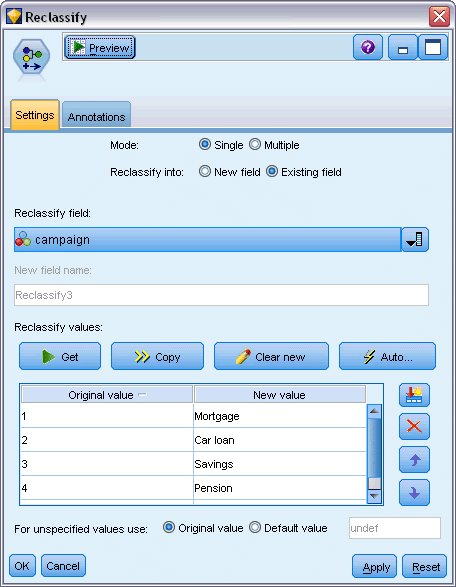 Reclassify
Preview
?
Settings Annotations
Mode: Single Multiple
Reclassify into: New field Existing field
Reclassify field:
campaign
New field name:
Reclassify3
Reclassify values:
Get Copy Clear new Auto...
Original value New value
1 Mortgage
2 Car loan
3 Savings
4 Pension
For unspecified values use: Original value Default value undef
OK Cancel Apply Reset